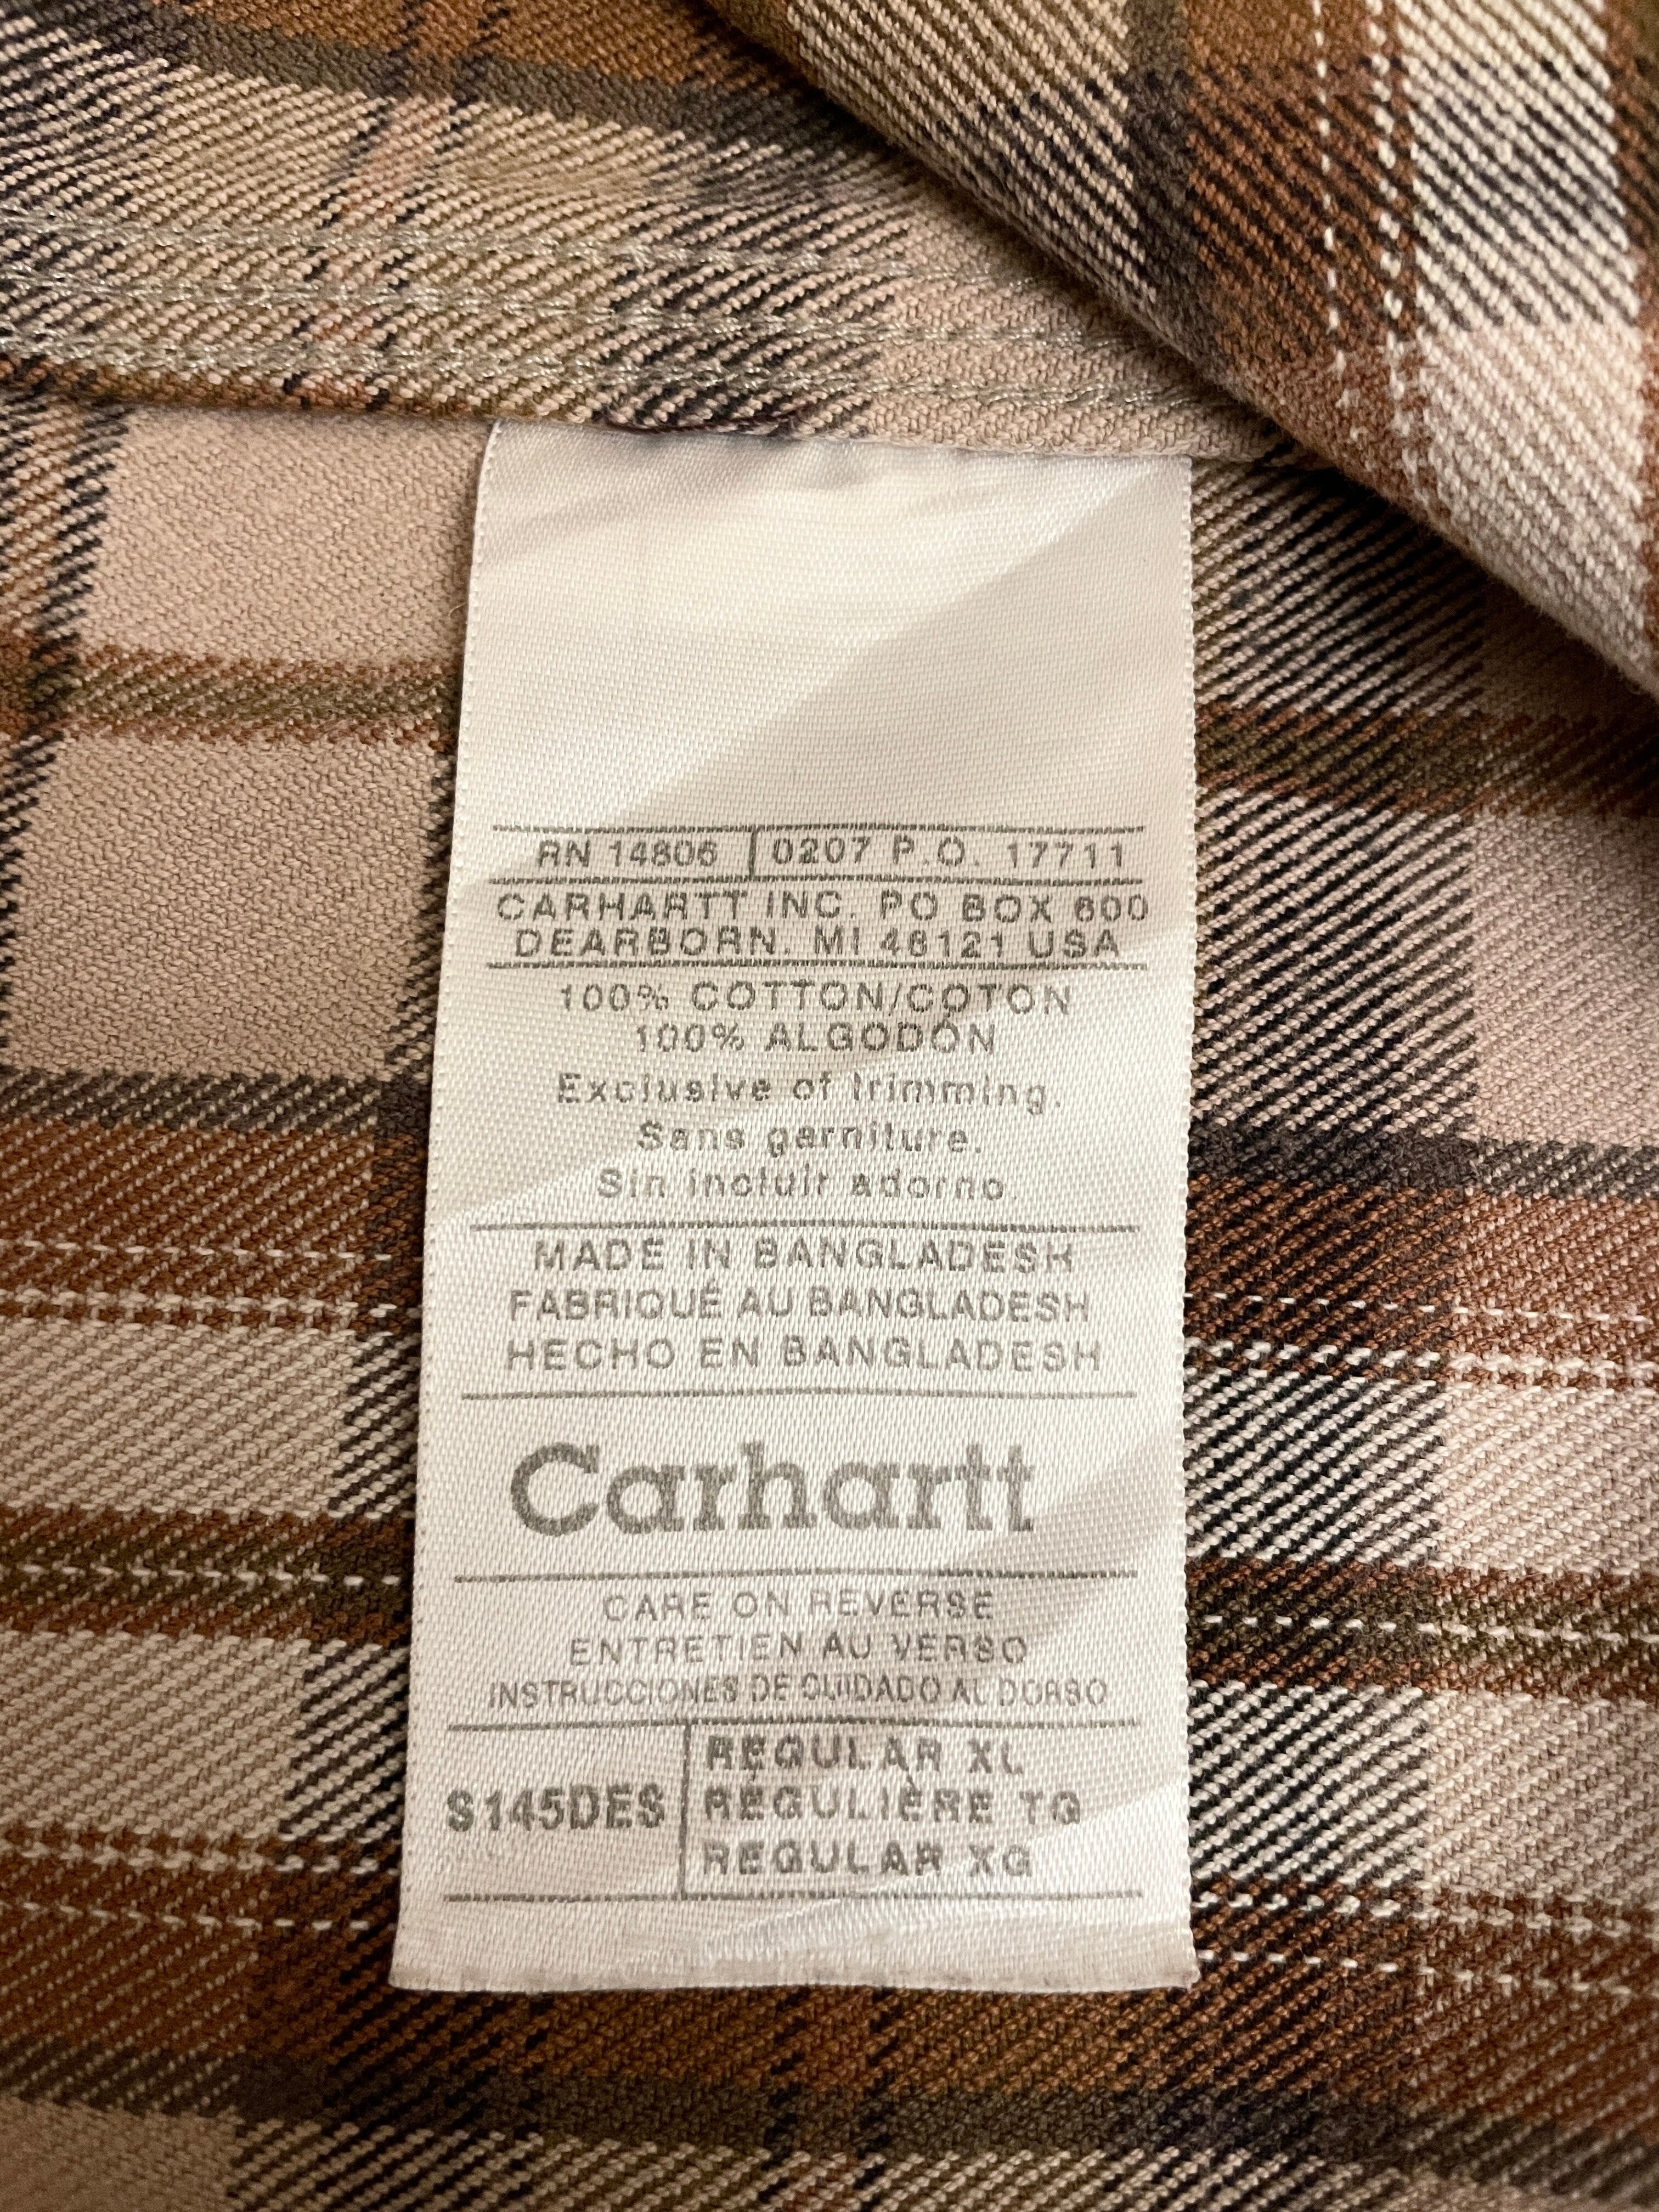 RN 14806 0207 P.O. 17711
CARHARTT INC. PO BOX 600
DEARBORN, MI 48121 USA
100% COTTON/COTON
100% ALGODÓN
Exclusive of trimming.
Sans garniture.
Sin incluir adorno.
MADE IN BANGLADESH
FABRIQUÉ AU BANGLADESH
HECHO EN BANGLADESH
Carhartt
CARE ON REVERSE
ENTRETIEN AU VERSO
INSTRUCCIONES DE CUIDADO AL DORSO
S145DES
REGULAR XL
RÉGULIÈRE TG
REGULAR XG